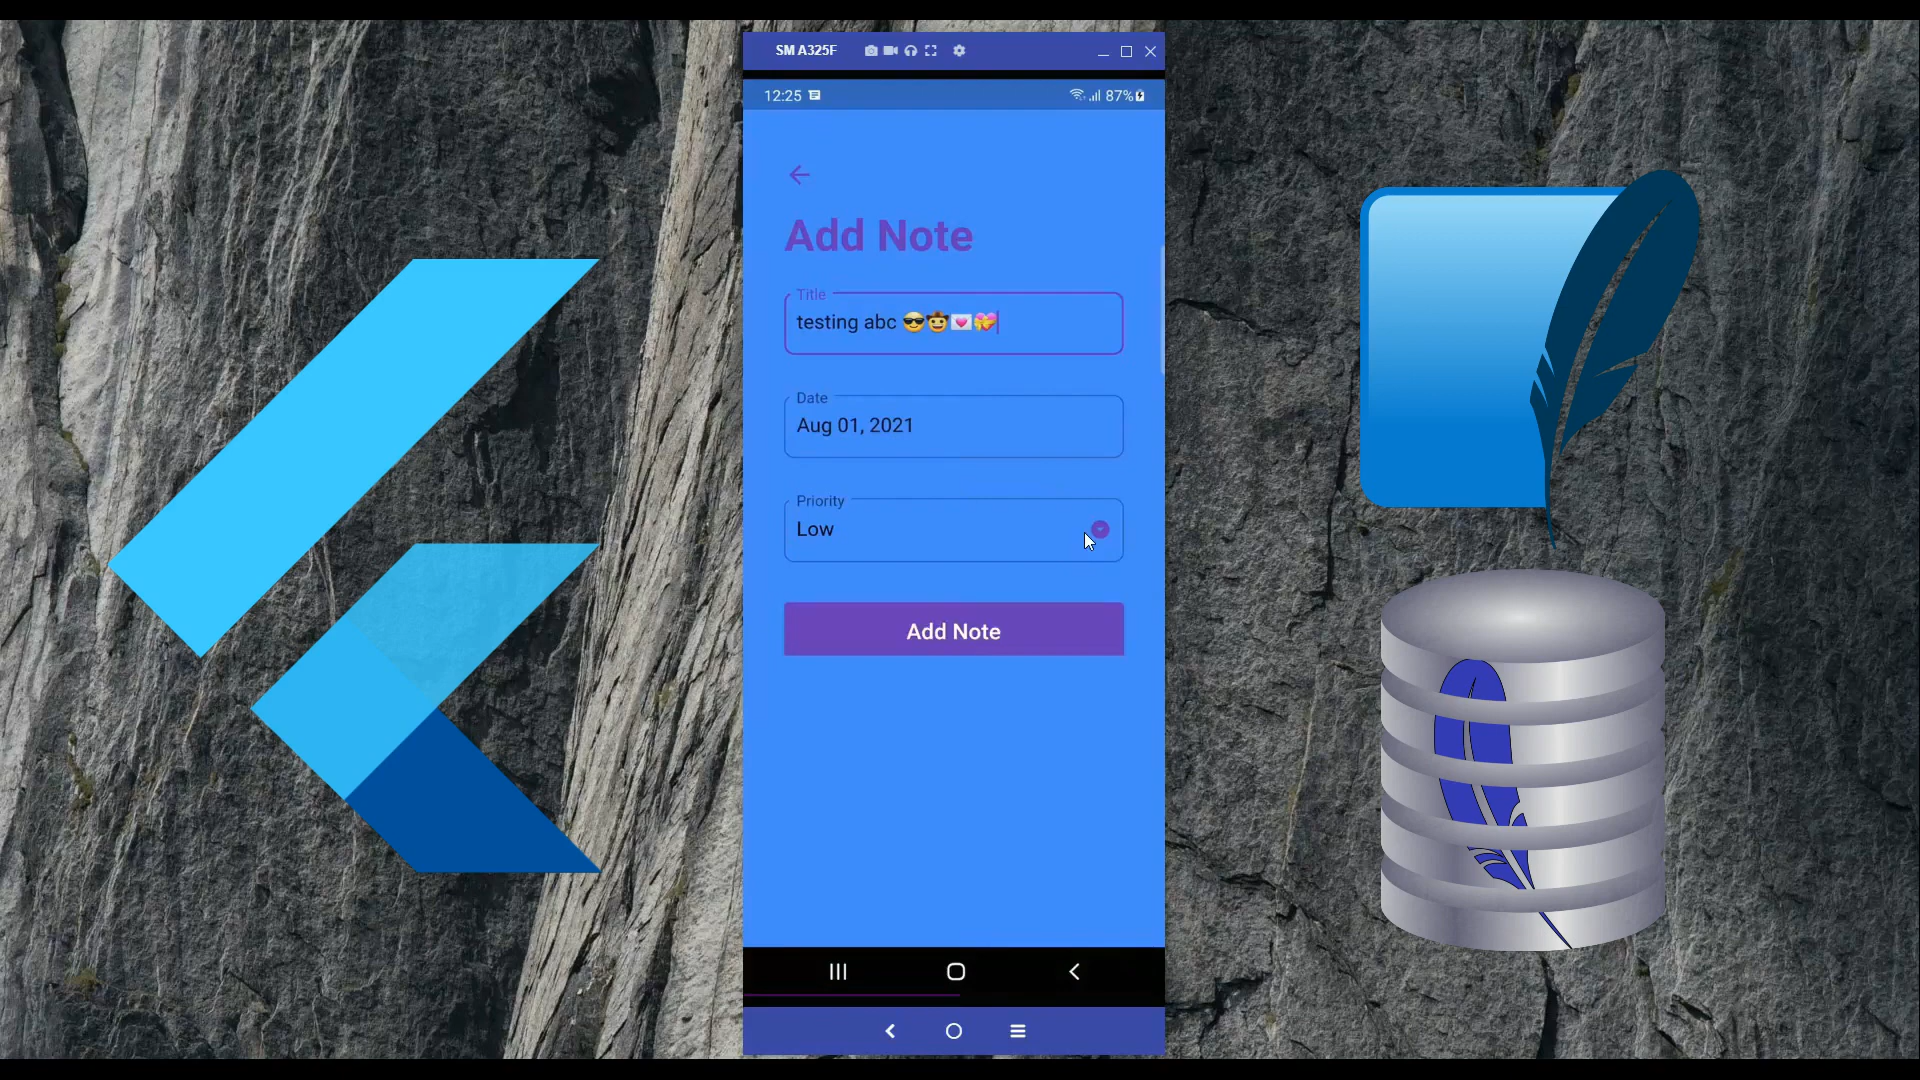 SM A325F
12:25
87%
Add Note
Title
testing abc 😎🤠💌💝
Date
Aug 01, 2021
Priority
Low
Add Note